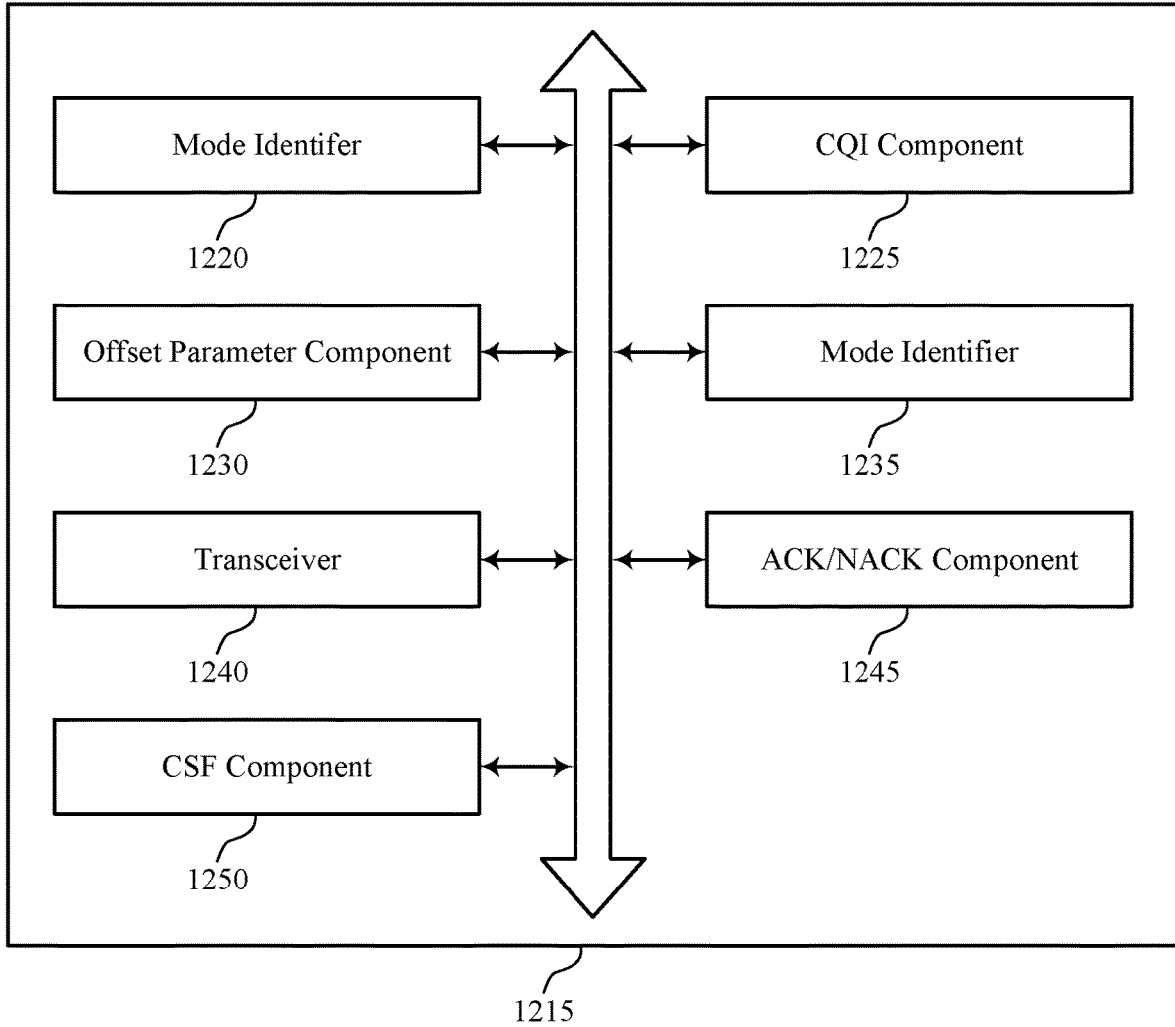 Mode Identifer
CQI Component
1220
1225
Offset Parameter Component
Mode Identifier
1230
1235
Transceiver
ACK/NACK Component
1240
1245
CSF Component
1250
1215